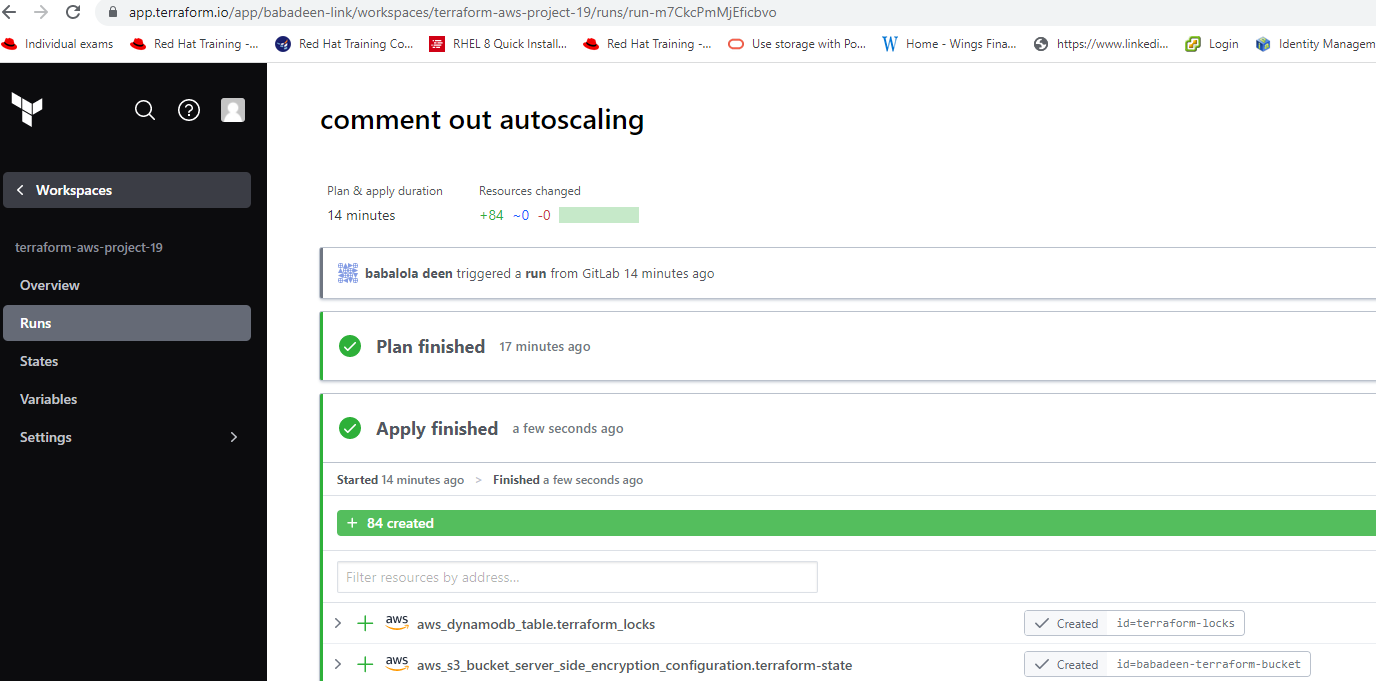 app.terraform.io/app/babadeen-link/workspaces/terraform-aws-project-19/runs/run-m7CkcPmMjEficbvo
Individual exams Red Hat Training -... Red Hat Training Co... RHEL 8 Quick Install... Red Hat Training -... Use storage with Po... W Home - Wings Fina... https://www.linkedi... Login Identity Managem
comment out autoscaling
Plan & apply duration Resources changed
14 minutes +84 ~0 -0
Workspaces
terraform-aws-project-19
Overview
Runs
States
Variables
Settings
babalola deen triggered a run from GitLab 14 minutes ago
Plan finished 17 minutes ago
Apply finished a few seconds ago
Started 14 minutes ago > Finished a few seconds ago
+ 84 created
Filter resources by address...
aws aws_dynamodb_table.terraform_locks Created id=terraform-locks
aws aws_s3_bucket_server_side_encryption_configuration.terraform-state Created id=babadeen-terraform-bucket